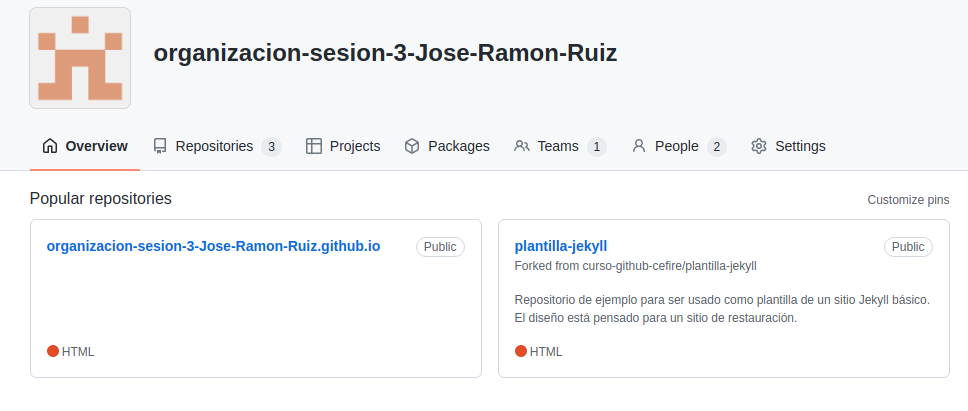 organizacion-sesion-3-Jose-Ramon-Ruiz
Overview Repositories 3 Projects Packages Teams 1 People 2 Settings
Popular repositories Customize pins
organizacion-sesion-3-Jose-Ramon-Ruiz.github.io Public
HTML
plantilla-jekyll Public
Forked from curso-github-cefire/plantilla-jekyll
Repositorio de ejemplo para ser usado como plantilla de un sitio Jekyll básico.
El diseño está pensado para un sitio de restauración.
HTML